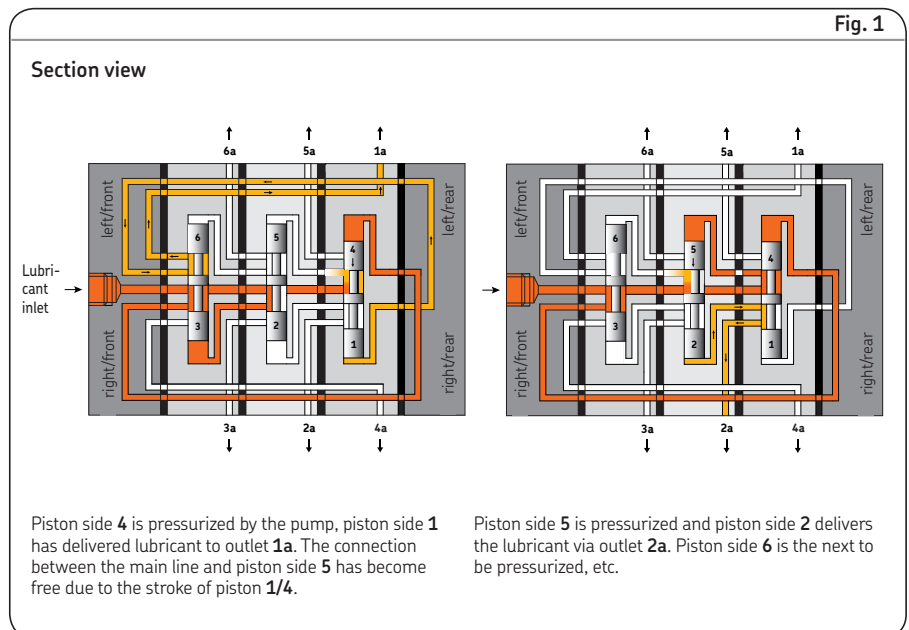 Fig. 1
Section view
6a 5a 1a
left/front
left/rear
6 5 4
Lubri-
cant
inlet
3 2 1
right/front
right/rear
3a 2a 4a
6a 5a 1a
left/front
left/rear
6 5 4
3 2 1
right/front
right/rear
3a 2a 4a
Piston side 4 is pressurized by the pump, piston side 1
has delivered lubricant to outlet 1a. The connection
between the main line and piston side 5 has become
free due to the stroke of piston 1/4.
Piston side 5 is pressurized and piston side 2 delivers
the lubricant via outlet 2a. Piston side 6 is the next to
be pressurized, etc.